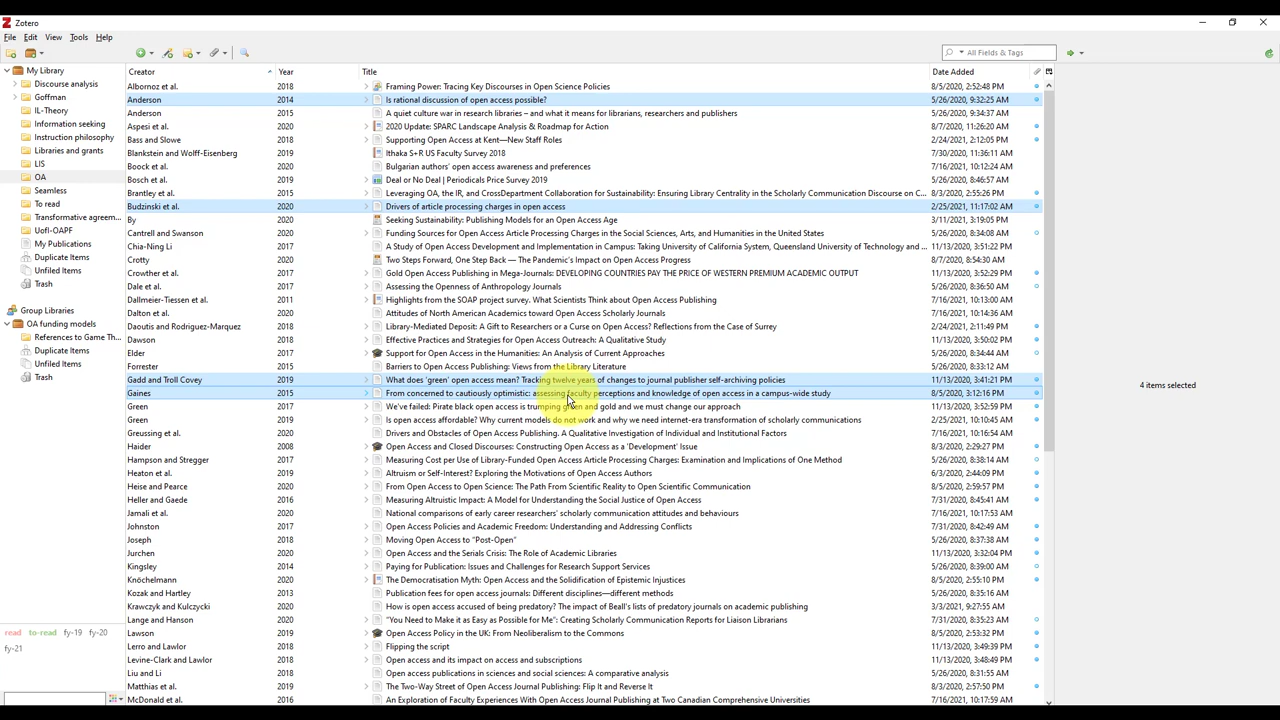 Zotero
File Edit View Tools Help
All Fields & Tags
My Library
Discourse analysis
Goffman
IL-Theory
Information seeking
Instruction philosophy
Libraries and grants
LIS
OA
Seamless
To read
Transformative agreem...
UofI-OAPF
My Publications
Duplicate Items
Unfiled Items
Trash
Group Libraries
OA funding models
References to Game Th...
Duplicate Items
Unfiled Items
Trash
read to-read fy-19 fy-20
fy-21
Creator Year Title Date Added
Albornoz et al. 2018 Framing Power: Tracing Key Discourses in Open Science Policies 8/5/2020, 2:52:48 PM
Anderson 2014 Is rational discussion of open access possible? 5/26/2020, 9:32:25 AM
Anderson 2015 A quiet culture war in research libraries – and what it means for librarians, researchers and publishers 5/26/2020, 9:34:37 AM
Aspesi et al. 2020 2020 Update: SPARC Landscape Analysis & Roadmap for Action 8/7/2020, 11:26:20 AM
Bass and Slowe 2018 Supporting Open Access at Kent—New Staff Roles 2/24/2021, 2:12:05 PM
Blankstein and Wolff-Eisenberg 2019 Ithaka S+R US Faculty Survey 2018 7/30/2020, 11:36:11 AM
Boock et al. 2020 Bulgarian authors' open access awareness and preferences 7/16/2021, 10:12:24 AM
Bosch et al. 2019 Deal or No Deal | Periodicals Price Survey 2019 5/26/2020, 8:46:57 AM
Brantley et al. 2015 Leveraging OA, the IR, and CrossDepartment Collaboration for Sustainability: Ensuring Library Centrality in the Scholarly Communication Discourse on C... 8/3/2020, 2:55:26 PM
Budzinski et al. 2020 Drivers of article processing charges in open access 2/25/2021, 11:17:02 AM
By 2020 Seeking Sustainability: Publishing Models for an Open Access Age 3/11/2021, 3:19:05 PM
Cantrell and Swanson 2020 Funding Sources for Open Access Article Processing Charges in the Social Sciences, Arts, and Humanities in the United States 5/26/2020, 8:34:08 AM
Chia-Ning Li 2017 A Study of Open Access Development and Implementation in Campus: Taking University of California System, Queensland University of Technology and ... 11/13/2020, 3:51:22 PM
Crotty 2020 Two Steps Forward, One Step Back — The Pandemic's Impact on Open Access Progress 8/7/2020, 8:54:30 AM
Crowther et al. 2017 Gold Open Access Publishing in Mega-Journals: DEVELOPING COUNTRIES PAY THE PRICE OF WESTERN PREMIUM ACADEMIC OUTPUT 11/13/2020, 3:52:29 PM
Dale et al. 2017 Assessing the Openness of Anthropology Journals 5/26/2020, 8:36:50 AM
Dallmeier-Tiessen et al. 2011 Highlights from the SOAP project survey. What Scientists Think about Open Access Publishing 7/16/2021, 10:13:00 AM
Dalton et al. 2020 Attitudes of North American Academics toward Open Access Scholarly Journals 7/16/2021, 10:14:36 AM
Daoutis and Rodriguez-Marquez 2018 Library-Mediated Deposit: A Gift to Researchers or a Curse on Open Access? Reflections from the Case of Surrey 2/24/2021, 2:11:49 PM
Dawson 2018 Effective Practices and Strategies for Open Access Outreach: A Qualitative Study 11/13/2020, 3:50:02 PM
Elder 2017 Support for Open Access in the Humanities: An Analysis of Current Approaches 5/26/2020, 8:34:44 AM
Forrester 2015 Barriers to Open Access Publishing: Views from the Library Literature 5/26/2020, 8:34:29 AM
Gadd and Troll Covey 2019 What does 'green' open access mean? Tracking twelve years of changes to journal publisher self-archiving policies 11/13/2020, 3:41:21 PM
Gaines 2015 From concerned to cautiously optimistic: assessing faculty perceptions and knowledge of open access in a campus-wide study 8/5/2020, 3:12:16 PM
Green 2017 We've failed: Pirate black open access is trumping green and gold and we must change our approach 11/13/2020, 3:52:59 PM
Green 2019 Is open access affordable? Why current models do not work and why we need internet-era transformation of scholarly communications 2/25/2021, 10:10:45 AM
Greussing et al. 2020 Drivers and Obstacles of Open Access Publishing. A Qualitative Investigation of Individual and Institutional Factors 7/16/2021, 10:16:54 AM
Haider 2008 Open Access and Closed Discourses: Constructing Open Access as a 'Development' Issue 8/5/2020, 2:29:27 PM
Hampson and Stregger 2017 Measuring Cost per Use of Library-Funded Open Access Article Processing Charges: Examination and Implications of One Method 5/26/2020, 8:38:14 AM
Heaton et al. 2019 Altruism or Self-Interest? Exploring the Motivations of Open Access Authors 6/3/2020, 2:44:09 PM
Heise and Pearce 2020 From Open Access to Open Science: The Path From Scientific Reality to Open Scientific Communication 8/5/2020, 2:59:57 PM
Heller and Gaede 2016 Measuring Altruistic Impact: A Model for Understanding the Social Justice of Open Access 7/31/2020, 8:45:41 AM
Jamali et al. 2020 National comparisons of early career researchers' scholarly communication attitudes and behaviours 7/16/2021, 10:17:53 AM
Johnston 2017 Open Access Policies and Academic Freedom: Understanding and Addressing Conflicts 7/31/2020, 8:42:49 AM
Joseph 2018 Moving Open Access to "Post-Open" 5/26/2020, 8:37:38 AM
Jurchen 2020 Open Access and the Serials Crisis: The Role of Academic Libraries 11/13/2020, 3:32:04 PM
Kingsley 2014 Paying for Publication: Issues and Challenges for Research Support Services 5/26/2020, 8:39:00 AM
Knöchelmann 2020 The Democratisation Myth: Open Access and the Solidification of Epistemic Injustices 8/5/2020, 2:55:10 PM
Kozak and Hartley 2013 Publication fees for open access journals: Different disciplines—different methods 5/26/2020, 8:35:16 AM
Krawczyk and Kulczycki 2020 How is open access accused of being predatory? The impact of Beall's lists of predatory journals on academic publishing 3/3/2021, 9:27:55 AM
Lange and Hanson 2019 "You Need to Make it as Easy as Possible for Me": Creating Scholarly Communication Reports for Liaison Librarians 7/31/2020, 8:35:23 AM
Lawson 2019 Open Access Policy in the UK: From Neoliberalism to the Commons 8/5/2020, 2:53:32 PM
Lerro and Lawlor 2018 Flipping the script 11/13/2020, 3:49:39 PM
Levine-Clark and Lawlor 2018 Open access and its impact on access and subscriptions 11/13/2020, 3:48:49 PM
Liu and Li 2018 Open access publications in sciences and social sciences: A comparative analysis 5/26/2020, 8:31:55 AM
Matthias et al. 2019 The Two-Way Street of Open Access Journal Publishing: Flip It and Reverse It 8/3/2020, 2:57:50 PM
McDonald et al. 2016 An Exploration of Faculty Experiences With Open Access Journal Publishing at Two Canadian Comprehensive Universities 7/16/2021, 10:17:59 AM
4 items selected